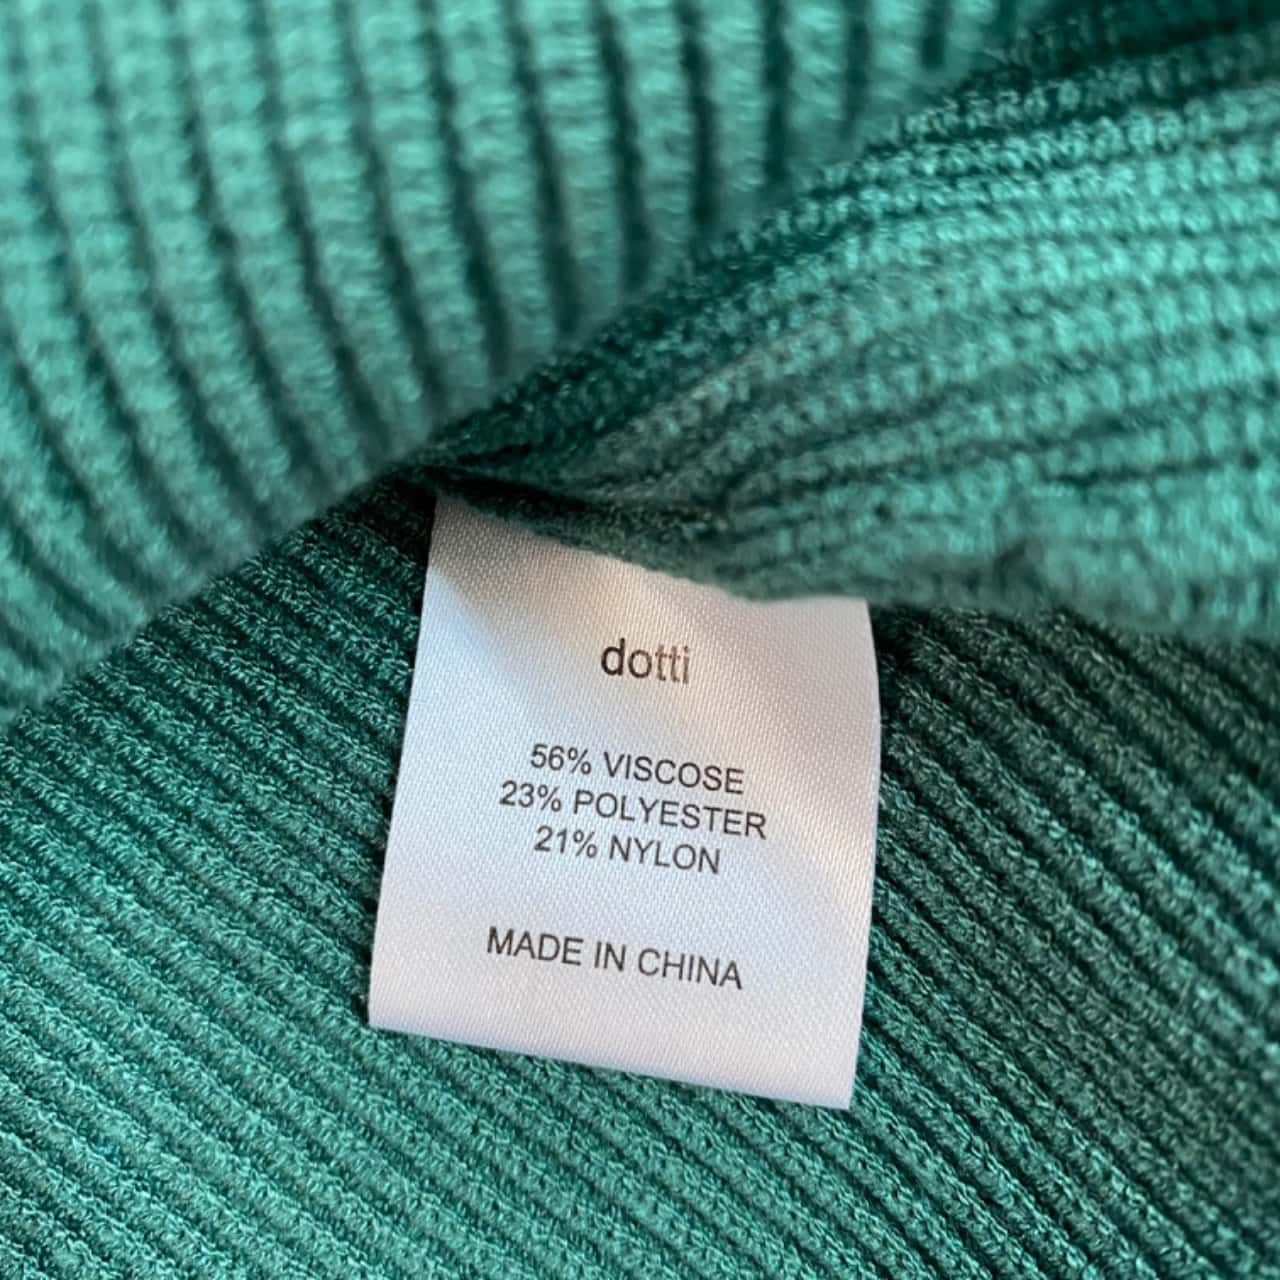 dotti
56% VISCOSE
23% POLYESTER
21% NYLON
MADE IN CHINA